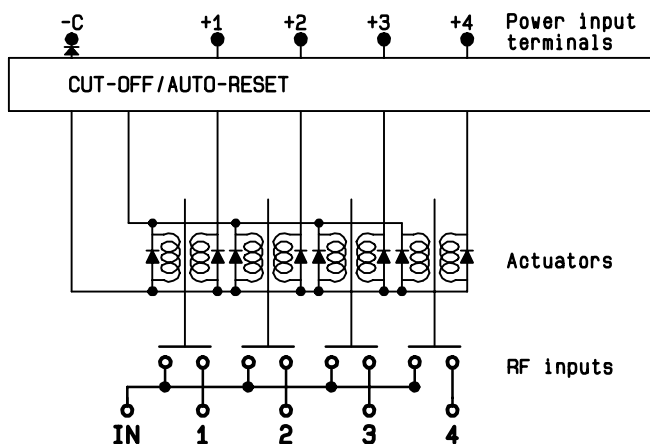 -C +1 +2 +3 +4 Power input
terminals
CUT-OFF/AUTO-RESET
Actuators
RF inputs
IN 1 2 3 4